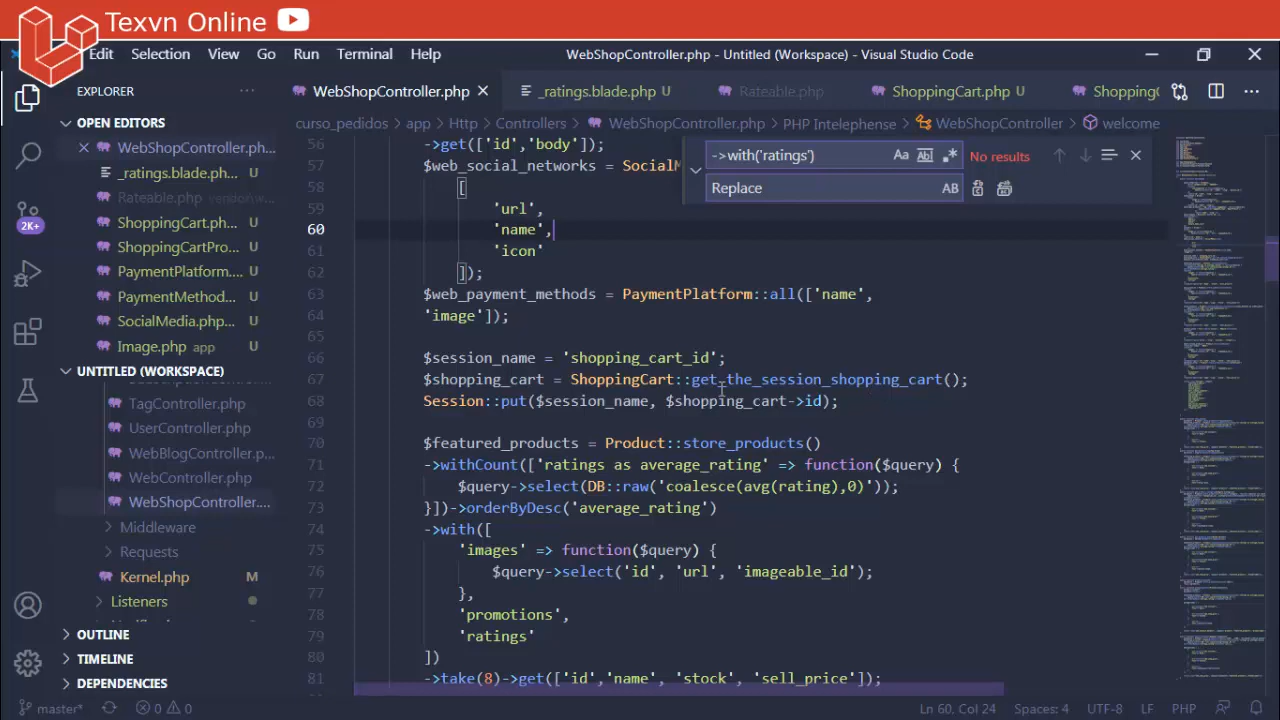 Texvn Online
Edit Selection View Go Run Terminal Help WebShopController.php - Untitled (Workspace) - Visual Studio Code
EXPLORER
WebShopController.php
_ratings.blade.php U
Rateable.php
ShoppingCart.php U
Shopping(
OPEN EDITORS
WebShopController.ph...
_ratings.blade.ph... U
Rateable.php
ShoppingCart.ph... U
ShoppingCartPro... U
PaymentPlatform.... U
PaymentMethod... U
SocialMedia.php... U
Image.php app U
UNTITLED (WORKSPACE)
TagController.php
UserController.php
WebBlogController.p...
WebController.php
WebShopController....
Middleware
Requests
Kernel.php M
Listeners
OUTLINE
TIMELINE
DEPENDENCIES
2K+
curso_pedidos > app > Http > Controllers > WebShopController.php > PHP Intelephense > WebShopController > welcome
->with('ratings')
Aa
No results
Replace
AB
56 ->get(['id','body']);
57 $web_social_networks = SocialM
58 [
59 'url',
60 'name',
61 'icon'
62 ]);
63 $web_payment_methods = PaymentPlatform::all(['name',
64 'image']);
65
66 $session_name = 'shopping_cart_id';
67 $shopping_cart = ShoppingCart::get_the_session_shopping_cart();
68 Session::put($session_name, $shopping_cart->id);
69
70 $featured_products = Product::store_products()
71 ->withCount(['ratings as average_rating' => function($query) {
72 $query->select(DB::raw('coalesce(avg(rating),0)'));
73 }])->orderByDesc('average_rating')
74 ->with([
75 'images' => function($query) {
76 $query->select('id', 'url', 'imageable_id');
77 },
78 'promotions',
79 'ratings'
80 ])
81 ->take(8)->get(['id','name', 'stock', 'sell_price']);
master* 0 0 Ln 60, Col 24 Spaces: 4 UTF-8 LF PHP